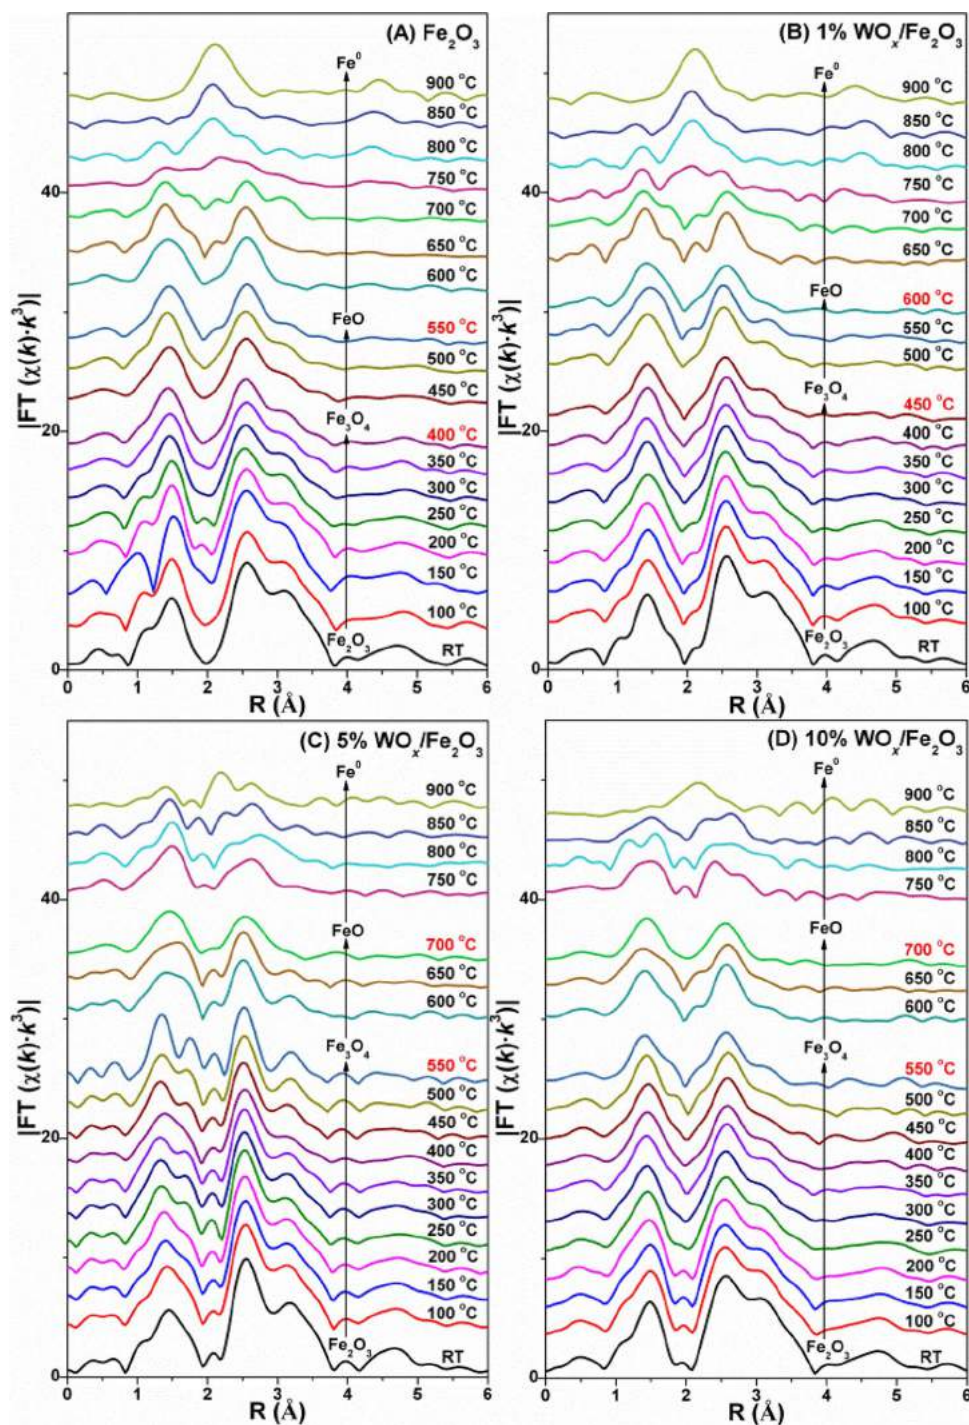 (A) Fe₂O₃
Fe⁰
900 °C
850 °C
800 °C
750 °C
40
700 °C
650 °C
600 °C
550 °C
FeO
500 °C
450 °C
Fe₃O₄
20
400 °C
350 °C
300 °C
250 °C
200 °C
150 °C
100 °C
Fe₂O₃
RT
0
0 1 2 3 4 5 6
R (Å)
|FT (χ(k)·k³)|
(B) 1% WOₓ/Fe₂O₃
Fe⁰
900 °C
850 °C
800 °C
750 °C
40
700 °C
650 °C
600 °C
FeO
550 °C
500 °C
Fe₃O₄
450 °C
20
400 °C
350 °C
300 °C
250 °C
200 °C
150 °C
100 °C
Fe₂O₃
RT
0
0 1 2 3 4 5 6
R (Å)
|FT (χ(k)·k³)|
(C) 5% WOₓ/Fe₂O₃
Fe⁰
900 °C
850 °C
800 °C
750 °C
40
FeO
700 °C
650 °C
600 °C
Fe₃O₄
550 °C
500 °C
450 °C
20
400 °C
350 °C
300 °C
250 °C
200 °C
150 °C
100 °C
Fe₂O₃
RT
0
0 1 2 3 4 5 6
R (Å)
|FT (χ(k)·k³)|
(D) 10% WOₓ/Fe₂O₃
Fe⁰
900 °C
850 °C
800 °C
750 °C
40
FeO
700 °C
650 °C
600 °C
Fe₃O₄
550 °C
500 °C
450 °C
20
400 °C
350 °C
300 °C
250 °C
200 °C
150 °C
100 °C
Fe₂O₃
RT
0
0 1 2 3 4 5 6
R (Å)
|FT (χ(k)·k³)|